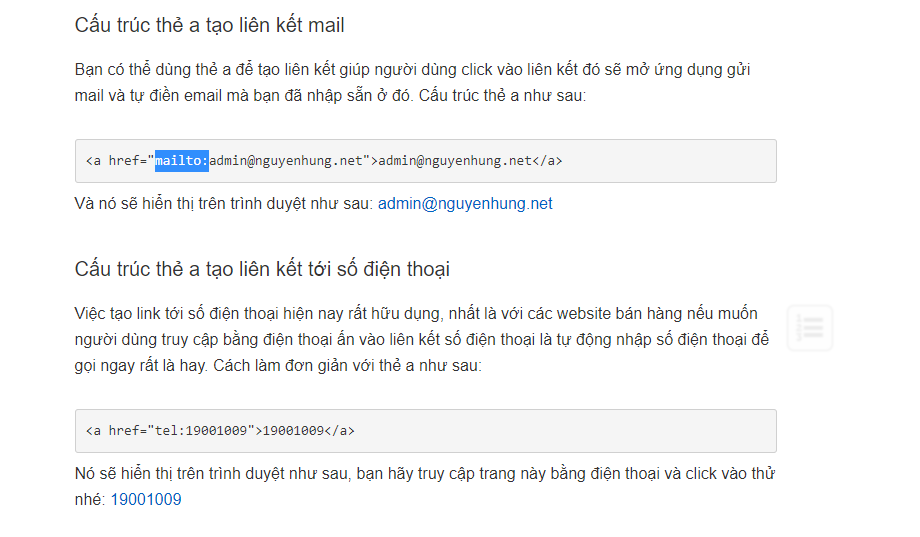 Cấu trúc thẻ a tạo liên kết mail
Bạn có thể dùng thẻ a để tạo liên kết giúp người dùng click vào liên kết đó sẽ mở ứng dụng gửi
mail và tự điền email mà bạn đã nhập sẵn ở đó. Cấu trúc thẻ a như sau:
<a href="mailto:admin@nguyenhung.net">admin@nguyenhung.net</a>
Và nó sẽ hiển thị trên trình duyệt như sau: admin@nguyenhung.net
Cấu trúc thẻ a tạo liên kết tới số điện thoại
Việc tạo link tới số điện thoại hiện nay rất hữu dụng, nhất là với các website bán hàng nếu muốn
người dùng truy cập bằng điện thoại ấn vào liên kết số điện thoại là tự động nhập số điện thoại để
gọi ngay rất là hay. Cách làm đơn giản với thẻ a như sau:
<a href="tel:19001009">19001009</a>
Nó sẽ hiển thị trên trình duyệt như sau, bạn hãy truy cập trang này bằng điện thoại và click vào thử
nhé: 19001009